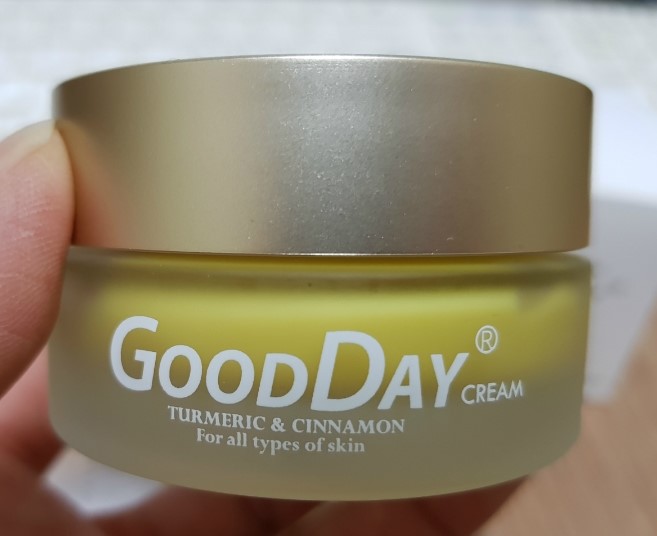 GOODDAY® CREAM
TURMERIC & CINNAMON
For all types of skin